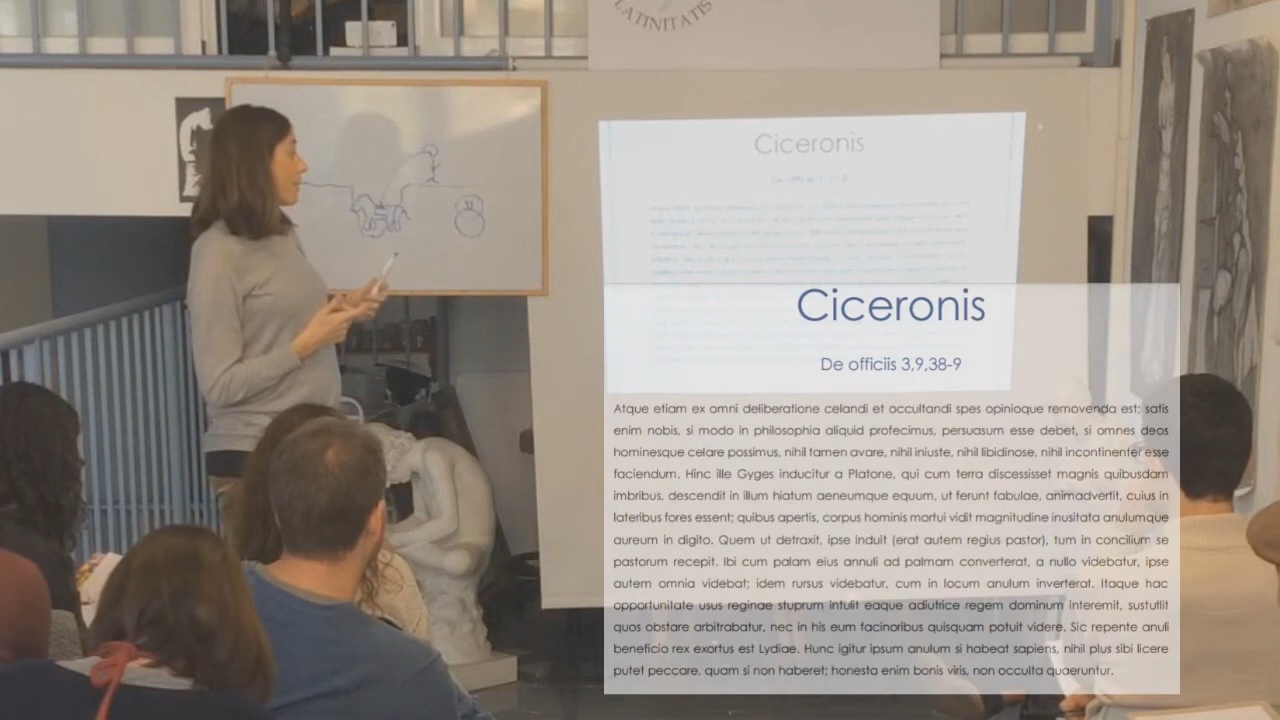 LATINITATIS
Ciceronis
Ciceronis
De officiis 3,9,38-9
Atque etiam ex omni deliberatione celandi et occultandi spes opinioque removenda est; satis
enim nobis, si modo in philosophia aliquid profecimus, persuasum esse debet, si omnes deos
hominesque celare possimus, nihil tamen avare, nihil iniuste, nihil libidinose, nihil incontinenter esse
faciendum. Hinc ille Gyges inducitur a Platone, qui cum terra discessisset magnis quibusdam
imbribus, descendit in illum hiatum aeneumque equum, ut ferunt fabulae, animadvertit, cuius in
lateribus fores essent; quibus apertis, corpus hominis mortui vidit magnitudine inusitata anulumque
aureum in digito. Quem ut detraxit, ipse induit (erat autem regius pastor), tum in concilium se
pastorum recepit. Ibi cum palam eius annuli ad palmam converterat, a nullo videbatur, ipse
autem omnia videbat; idem rursus videbatur, cum in locum anulum inverterat. Itaque hac
opportunitate usus reginae stuprum intulit eaque adiutrice regem dominum interemit, sustullit
quos obstare arbitrabatur, nec in his eum facinoribus quisquam potuit videre. Sic repente anuli
beneficio rex exortus est Lydiae. Hunc igitur ipsum anulum si habeat sapiens, nihil plus sibi licere
putet peccare, quam si non haberet; honesta enim bonis viris, non occulta quaeruntur.